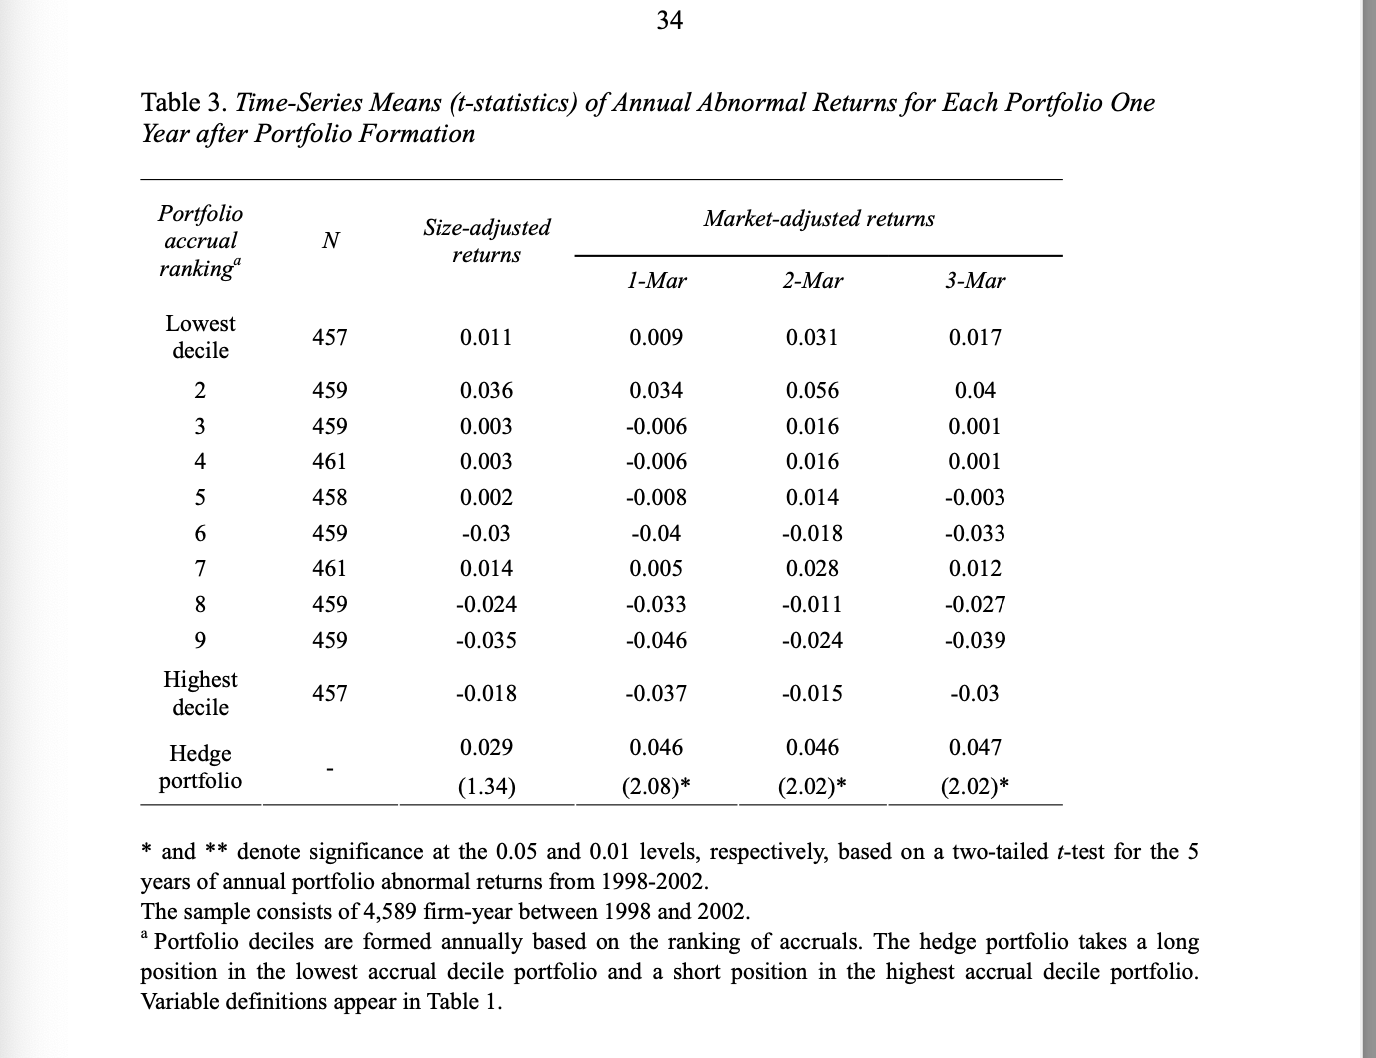 34
Table 3. Time-Series Means (t-statistics) of Annual Abnormal Returns for Each Portfolio One
Year after Portfolio Formation
Portfolio accrual rankingᵃ N Size-adjusted returns Market-adjusted returns
1-Mar 2-Mar 3-Mar
Lowest decile 457 0.011 0.009 0.031 0.017
2 459 0.036 0.034 0.056 0.04
3 459 0.003 -0.006 0.016 0.001
4 461 0.003 -0.006 0.016 0.001
5 458 0.002 -0.008 0.014 -0.003
6 459 -0.03 -0.04 -0.018 -0.033
7 461 0.014 0.005 0.028 0.012
8 459 -0.024 -0.033 -0.011 -0.027
9 459 -0.035 -0.046 -0.024 -0.039
Highest decile 457 -0.018 -0.037 -0.015 -0.03
Hedge portfolio - 0.029 0.046 0.046 0.047
(1.34) (2.08)* (2.02)* (2.02)*
* and ** denote significance at the 0.05 and 0.01 levels, respectively, based on a two-tailed t-test for the 5
years of annual portfolio abnormal returns from 1998-2002.
The sample consists of 4,589 firm-year between 1998 and 2002.
ᵃ Portfolio deciles are formed annually based on the ranking of accruals. The hedge portfolio takes a long
position in the lowest accrual decile portfolio and a short position in the highest accrual decile portfolio.
Variable definitions appear in Table 1.